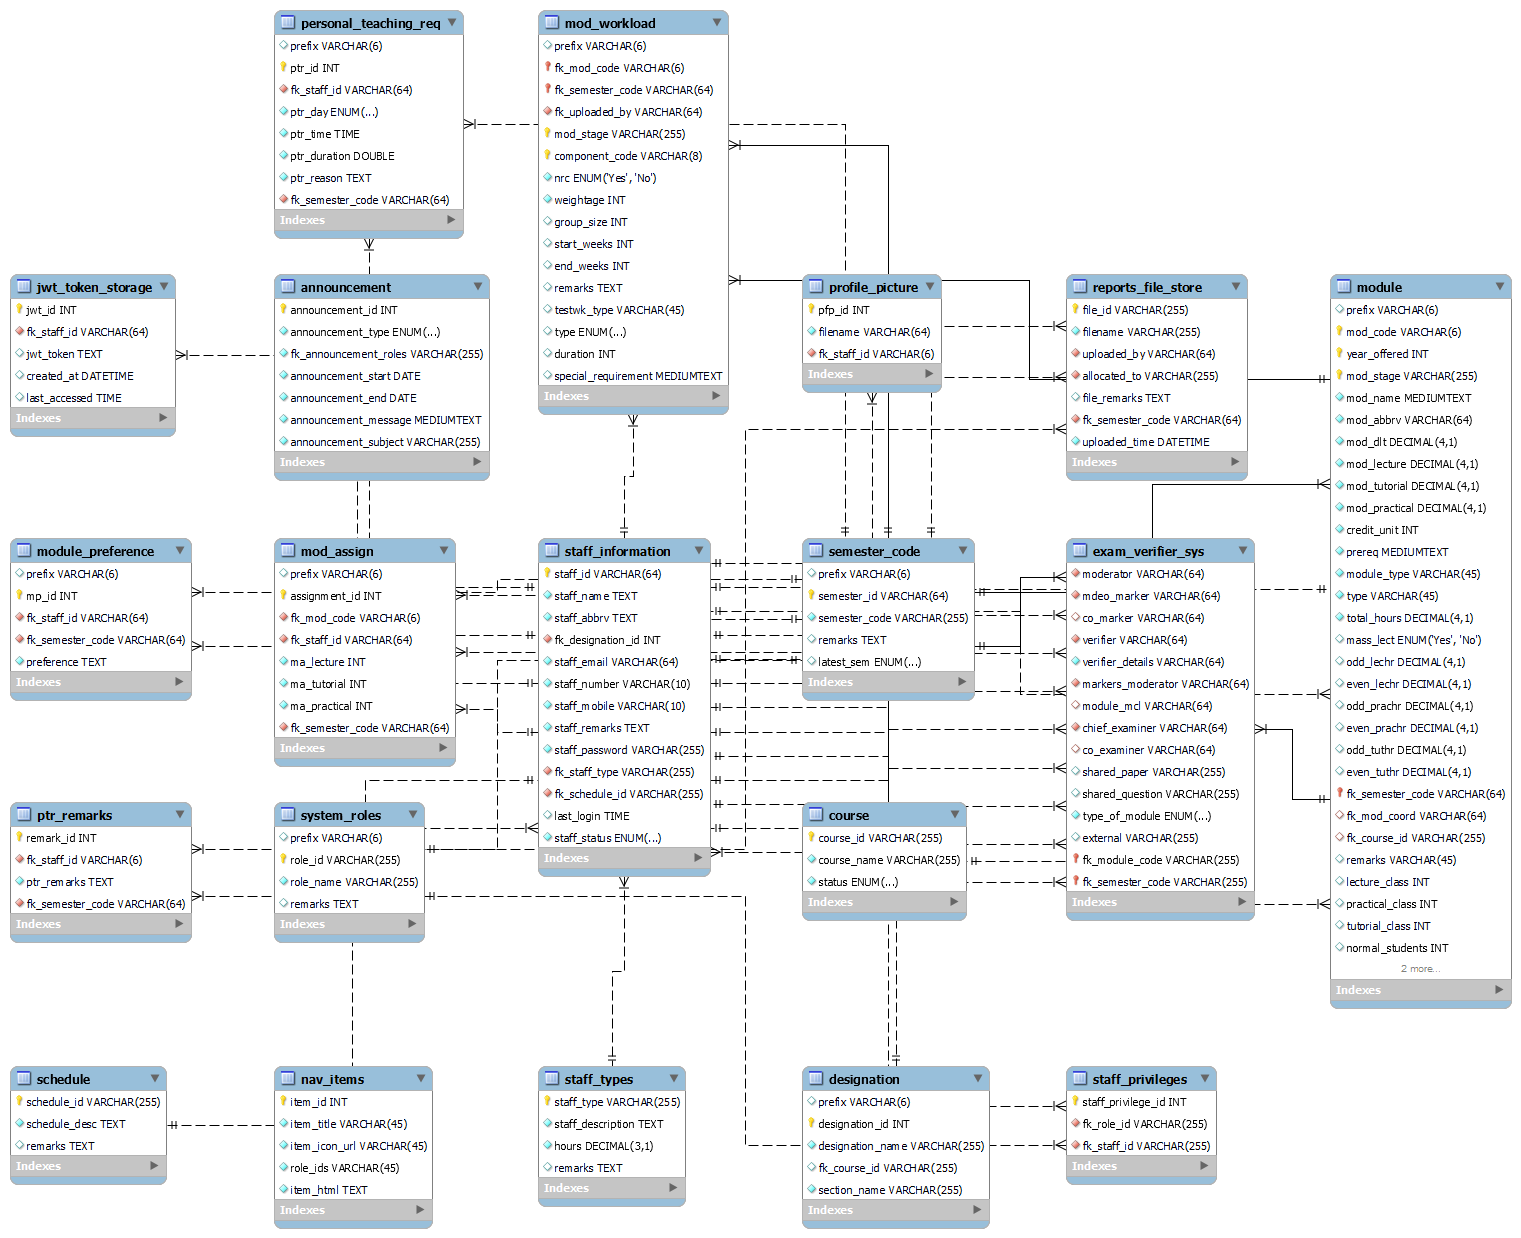 personal_teaching_req
prefix VARCHAR(6)
ptr_id INT
fk_staff_id VARCHAR(64)
ptr_day ENUM(...)
ptr_time TIME
ptr_duration DOUBLE
ptr_reason TEXT
fk_semester_code VARCHAR(64)
Indexes
mod_workload
prefix VARCHAR(6)
fk_mod_code VARCHAR(6)
fk_semester_code VARCHAR(64)
fk_uploaded_by VARCHAR(64)
mod_stage VARCHAR(255)
component_code VARCHAR(8)
nrc ENUM('Yes', 'No')
weightage INT
group_size INT
start_weeks INT
end_weeks INT
remarks TEXT
testwk_type VARCHAR(45)
type ENUM(...)
duration INT
special_requirement MEDIUMTEXT
Indexes
jwt_token_storage
jwt_id INT
fk_staff_id VARCHAR(64)
jwt_token TEXT
created_at DATETIME
last_accessed TIME
Indexes
announcement
announcement_id INT
announcement_type ENUM(...)
fk_announcement_roles VARCHAR(255)
announcement_start DATE
announcement_end DATE
announcement_message MEDIUMTEXT
announcement_subject VARCHAR(255)
Indexes
profile_picture
pfp_id INT
filename VARCHAR(64)
fk_staff_id VARCHAR(6)
Indexes
reports_file_store
file_id VARCHAR(255)
filename VARCHAR(255)
uploaded_by VARCHAR(64)
allocated_to VARCHAR(255)
file_remarks TEXT
fk_semester_code VARCHAR(64)
uploaded_time DATETIME
Indexes
module
prefix VARCHAR(6)
mod_code VARCHAR(6)
year_offered INT
mod_stage VARCHAR(255)
mod_name MEDIUMTEXT
mod_abbrv VARCHAR(64)
mod_dlt DECIMAL(4,1)
mod_lecture DECIMAL(4,1)
mod_tutorial DECIMAL(4,1)
mod_practical DECIMAL(4,1)
credit_unit INT
prereq MEDIUMTEXT
module_type VARCHAR(45)
type VARCHAR(45)
total_hours DECIMAL(4,1)
mass_lect ENUM('Yes', 'No')
odd_lechr DECIMAL(4,1)
even_lechr DECIMAL(4,1)
odd_prachr DECIMAL(4,1)
even_prachr DECIMAL(4,1)
odd_tuthr DECIMAL(4,1)
even_tuthr DECIMAL(4,1)
fk_semester_code VARCHAR(64)
fk_mod_coord VARCHAR(64)
fk_course_id VARCHAR(255)
remarks VARCHAR(45)
lecture_class INT
practical_class INT
tutorial_class INT
normal_students INT
2 more...
Indexes
module_preference
prefix VARCHAR(6)
mp_id INT
fk_staff_id VARCHAR(64)
fk_semester_code VARCHAR(64)
preference TEXT
Indexes
mod_assign
prefix VARCHAR(6)
assignment_id INT
fk_mod_code VARCHAR(6)
fk_staff_id VARCHAR(64)
ma_lecture INT
ma_tutorial INT
ma_practical INT
fk_semester_code VARCHAR(64)
Indexes
staff_information
staff_id VARCHAR(64)
staff_name TEXT
staff_abbrv TEXT
fk_designation_id INT
staff_email VARCHAR(64)
staff_number VARCHAR(10)
staff_mobile VARCHAR(10)
staff_remarks TEXT
staff_password VARCHAR(255)
fk_staff_type VARCHAR(255)
fk_schedule_id VARCHAR(255)
last_login TIME
staff_status ENUM(...)
Indexes
semester_code
prefix VARCHAR(6)
semester_id VARCHAR(64)
semester_code VARCHAR(255)
remarks TEXT
latest_sem ENUM(...)
Indexes
exam_verifier_sys
moderator VARCHAR(64)
mdeo_marker VARCHAR(64)
co_marker VARCHAR(64)
verifier VARCHAR(64)
verifier_details VARCHAR(64)
markers_moderator VARCHAR(64)
module_mcl VARCHAR(64)
chief_examiner VARCHAR(64)
co_examiner VARCHAR(64)
shared_paper VARCHAR(255)
shared_question VARCHAR(255)
type_of_module ENUM(...)
external VARCHAR(255)
fk_module_code VARCHAR(255)
fk_semester_code VARCHAR(255)
Indexes
ptr_remarks
remark_id INT
fk_staff_id VARCHAR(6)
ptr_remarks TEXT
fk_semester_code VARCHAR(64)
Indexes
system_roles
prefix VARCHAR(6)
role_id VARCHAR(255)
role_name VARCHAR(255)
remarks TEXT
Indexes
course
course_id VARCHAR(255)
course_name VARCHAR(255)
status ENUM(...)
Indexes
schedule
schedule_id VARCHAR(255)
schedule_desc TEXT
remarks TEXT
Indexes
nav_items
item_id INT
item_title VARCHAR(45)
item_icon_url VARCHAR(45)
role_ids VARCHAR(45)
item_html TEXT
Indexes
staff_types
staff_type VARCHAR(255)
staff_description TEXT
hours DECIMAL(3,1)
remarks TEXT
Indexes
designation
prefix VARCHAR(6)
designation_id INT
designation_name VARCHAR(255)
fk_course_id VARCHAR(255)
section_name VARCHAR(255)
Indexes
staff_privileges
staff_privilege_id INT
fk_role_id VARCHAR(255)
fk_staff_id VARCHAR(255)
Indexes